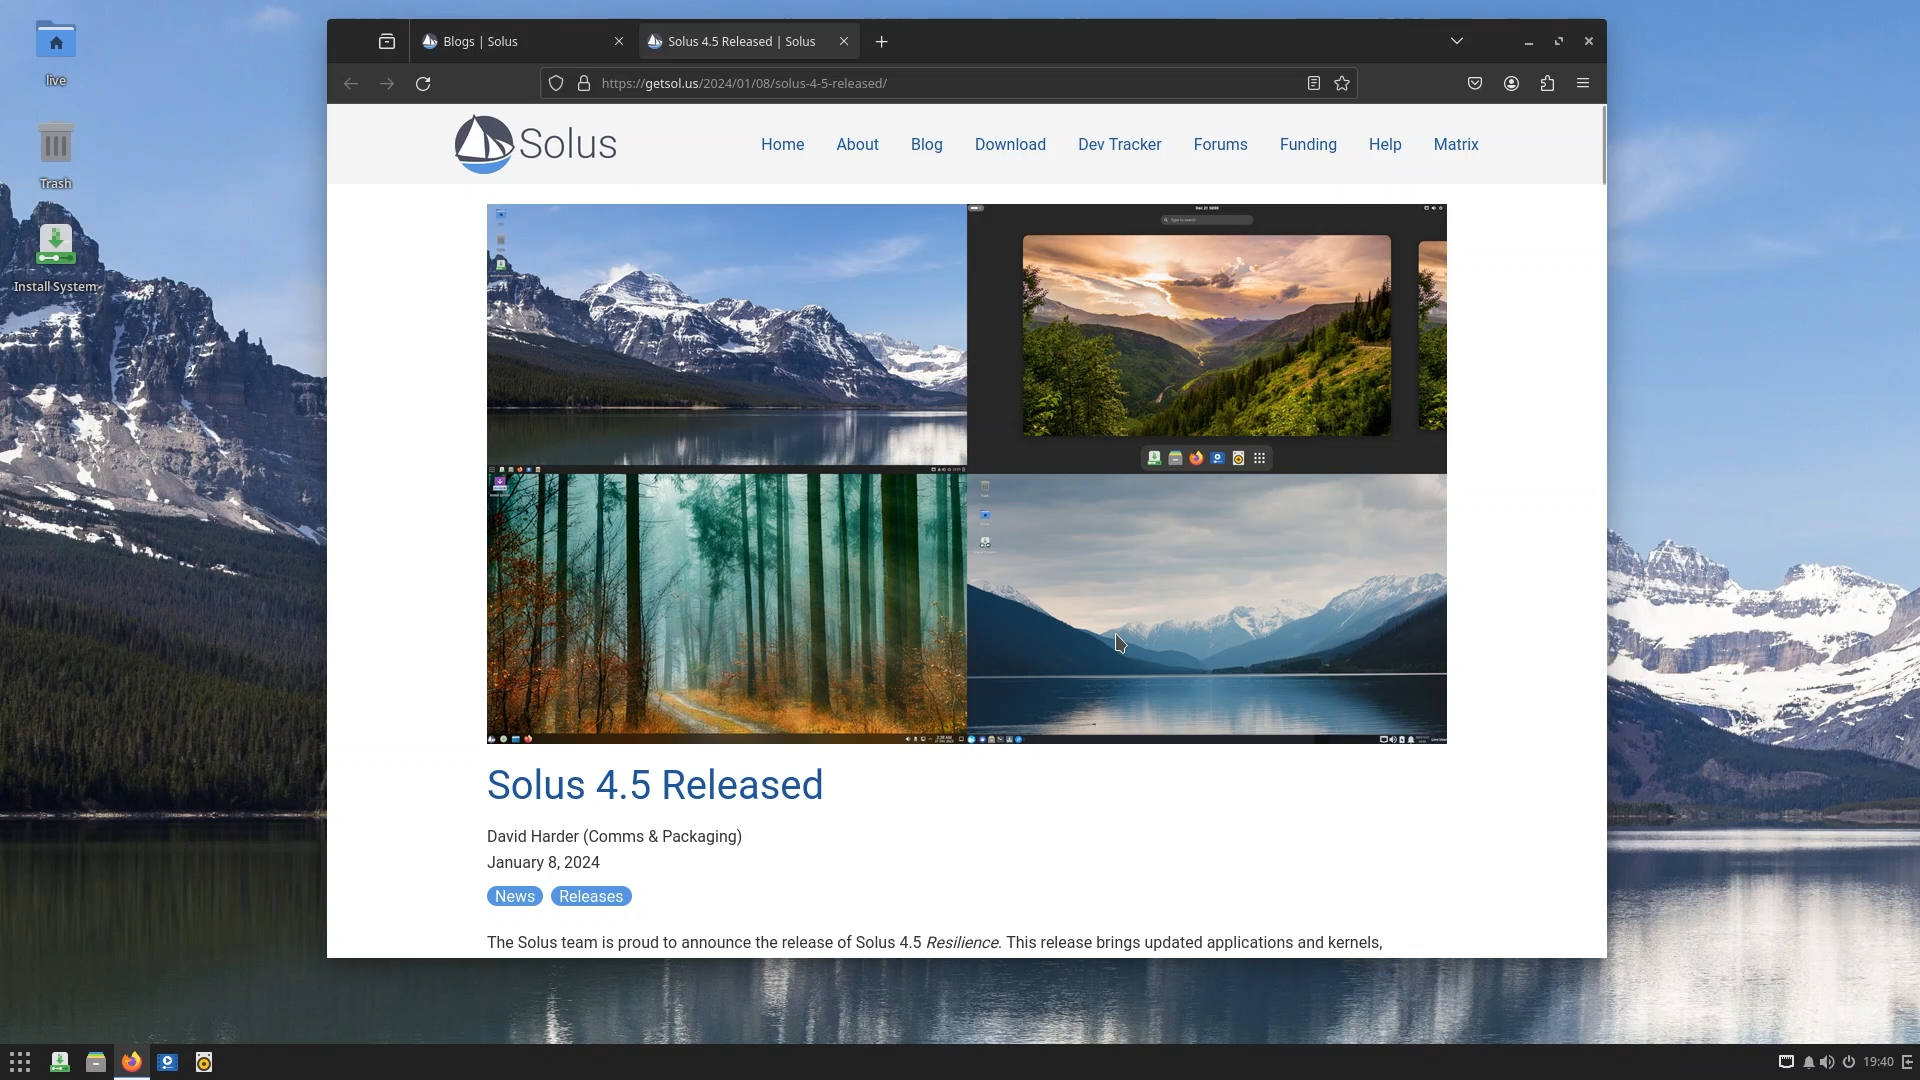 live
Trash
Install System
Blogs | Solus
Solus 4.5 Released | Solus
https://getsol.us/2024/01/08/solus-4-5-released/
Solus
Home
About
Blog
Download
Dev Tracker
Forums
Funding
Help
Matrix
Type to search
Solus 4.5 Released
David Harder (Comms & Packaging)
January 8, 2024
News
Releases
The Solus team is proud to announce the release of Solus 4.5 Resilience. This release brings updated applications and kernels,
19:40